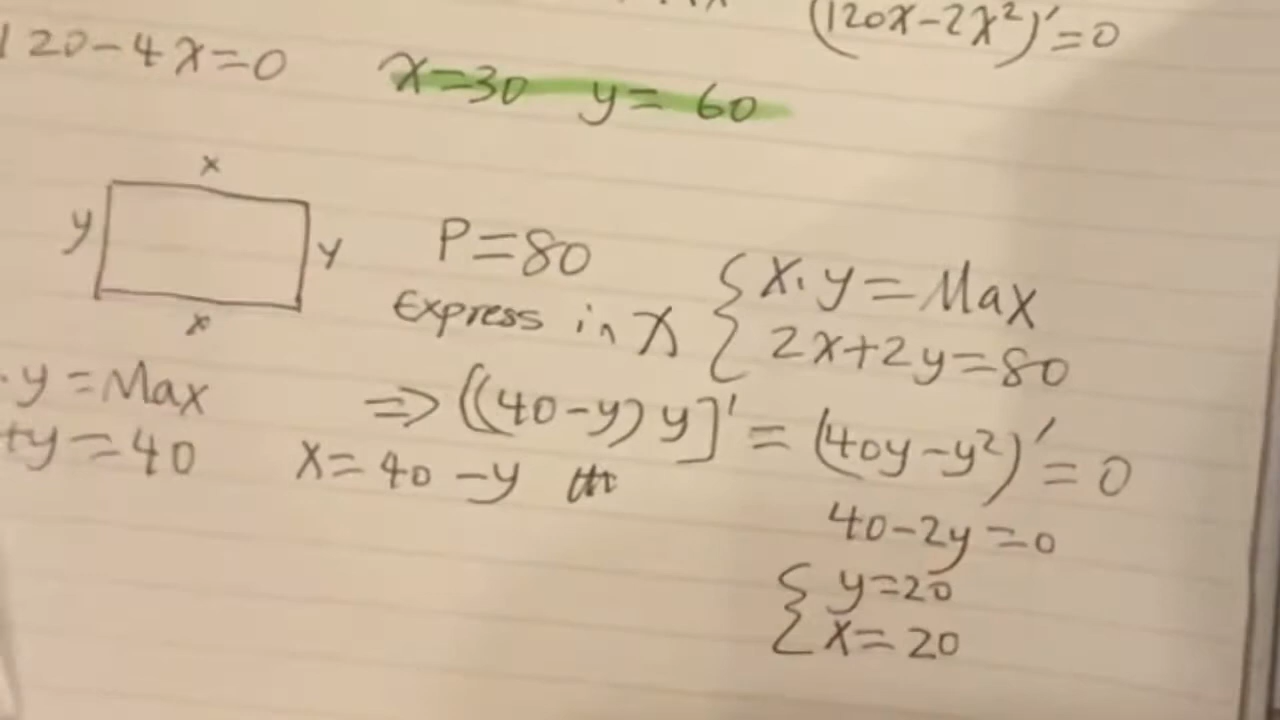 (120x-2x²)'=0
120-4x=0 x=30 y=60
x
y y
x
P=80
Express in X
{ x.y=Max
2x+2y=80
.y=Max
+y=40
=> ((40-y)y]' = (40y-y²)'=0
x=40-y
40-2y=0
{ y=20
x=20